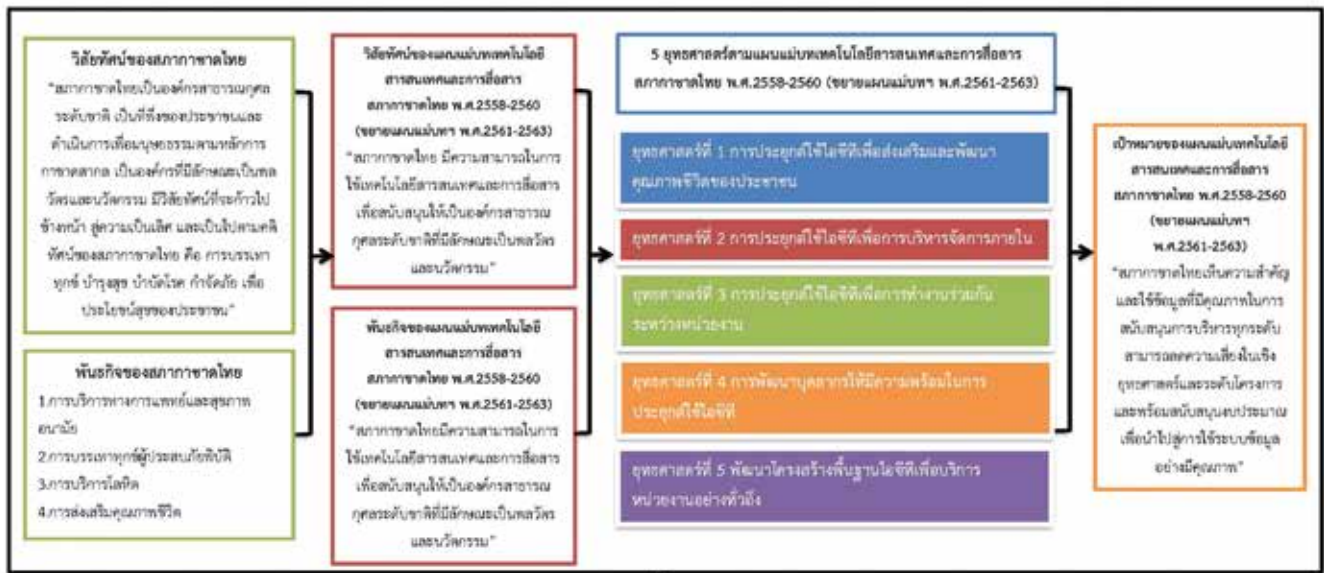 วิสัยทัศน์ของสภากาชาดไทย
"สภากาชาดไทยเป็นองค์กรสาธารณกุศล
ระดับชาติ เป็นที่พึ่งของประชาชนและ
ดำเนินการเพื่อมนุษยธรรมตามหลักการ
กาชาดสากล เป็นองค์กรที่มีลักษณะเป็นพล
วัตรและนวัตกรรม มีวิสัยทัศน์ที่จะก้าวไป
ข้างหน้า สู่ความเป็นเลิศ และเป็นไปตามคติ
ทัศน์ของสภากาชาดไทย คือ การบรรเทา
ทุกข์ บำรุงสุข บำบัดโรค กำจัดภัย เพื่อ
ประโยชน์สุขของประชาชน"
พันธกิจของสภากาชาดไทย
1.การบริการทางการแพทย์และสุขภาพ
อนามัย
2.การบรรเทาทุกข์ผู้ประสบภัยพิบัติ
3.การบริการโลหิต
4.การส่งเสริมคุณภาพชีวิต
วิสัยทัศน์ของแผนแม่บทเทคโนโลยี
สารสนเทศและการสื่อสาร
สภากาชาดไทย พ.ศ.2558-2560
(ขยายแผนแม่บทฯ พ.ศ.2561-2563)
"สภากาชาดไทย มีความสามารถในการ
ใช้เทคโนโลยีสารสนเทศและการสื่อสาร
เพื่อสนับสนุนให้เป็นองค์กรสาธารณ
กุศลระดับชาติที่มีลักษณะเป็นพลวัตร
และนวัตกรรม"
พันธกิจของแผนแม่บทเทคโนโลยี
สารสนเทศและการสื่อสาร
สภากาชาดไทย พ.ศ.2558-2560
(ขยายแผนแม่บทฯ พ.ศ.2561-2563)
"สภากาชาดไทยมีความสามารถในการ
ใช้เทคโนโลยีสารสนเทศและการสื่อสาร
เพื่อสนับสนุนให้เป็นองค์กรสาธารณ
กุศลระดับชาติที่มีลักษณะเป็นพลวัตร
และนวัตกรรม"
5 ยุทธศาสตร์ตามแผนแม่บทเทคโนโลยีสารสนเทศและการสื่อสาร
สภากาชาดไทย พ.ศ.2558-2560 (ขยายแผนแม่บทฯ พ.ศ.2561-2563)
ยุทธศาสตร์ที่ 1 การประยุกต์ใช้ไอซีทีเพื่อส่งเสริมและพัฒนา
คุณภาพชีวิตของประชาชน
ยุทธศาสตร์ที่ 2 การประยุกต์ใช้ไอซีทีเพื่อการบริหารจัดการภายใน
ยุทธศาสตร์ที่ 3 การประยุกต์ใช้ไอซีทีเพื่อการทำงานร่วมกัน
ระหว่างหน่วยงาน
ยุทธศาสตร์ที่ 4 การพัฒนาบุคลากรให้มีความพร้อมในการ
ประยุกต์ใช้ไอซีที
ยุทธศาสตร์ที่ 5 พัฒนาโครงสร้างพื้นฐานไอซีทีเพื่อบริการ
หน่วยงานอย่างทั่วถึง
เป้าหมายของแผนแม่บทเทคโนโลยี
สารสนเทศและการสื่อสาร
สภากาชาดไทย พ.ศ.2558-2560
(ขยายแผนแม่บทฯ
พ.ศ.2561-2563)
"สภากาชาดไทยเห็นความสำคัญ
และใช้ข้อมูลที่มีคุณภาพในการ
สนับสนุนการบริหารทุกระดับ
สามารถลดความเสี่ยงในเชิง
ยุทธศาสตร์และระดับโครงการ
และพร้อมสนับสนุนงบประมาณ
เพื่อนำไปสู่การใช้ระบบข้อมูล
อย่างมีคุณภาพ"